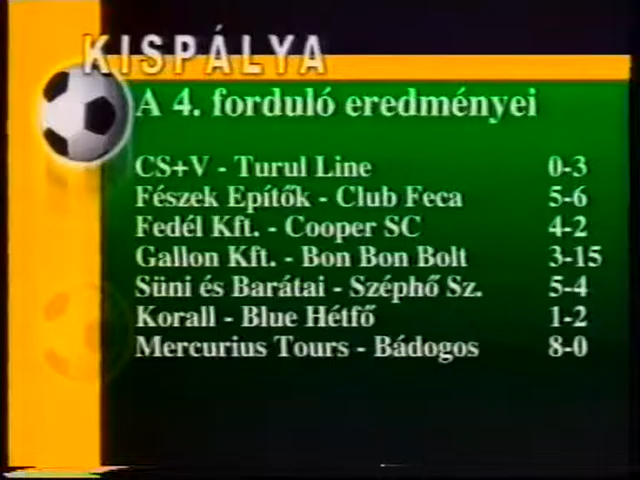 KISPÁLYA
A 4. forduló eredményei
CS+V - Turul Line 0-3
Fészek Epítők - Club Feca 5-6
Fedél Kft. - Cooper SC 4-2
Gallon Kft. - Bon Bon Bolt 3-15
Süni és Barátai - Széphő Sz. 5-4
Korall - Blue Hétfő 1-2
Mercurius Tours - Bádogos 8-0